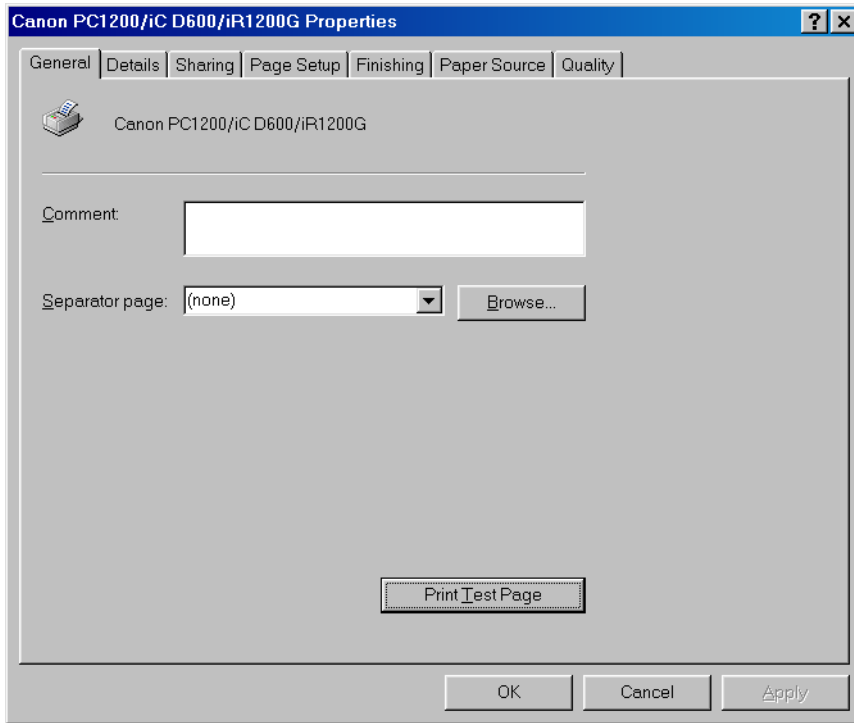 Canon PC1200/iC D600/iR1200G Properties ? ×
General Details Sharing Page Setup Finishing Paper Source Quality
Canon PC1200/iC D600/iR1200G
Comment:
Separator page: (none) Browse...
Print Test Page
OK Cancel Apply